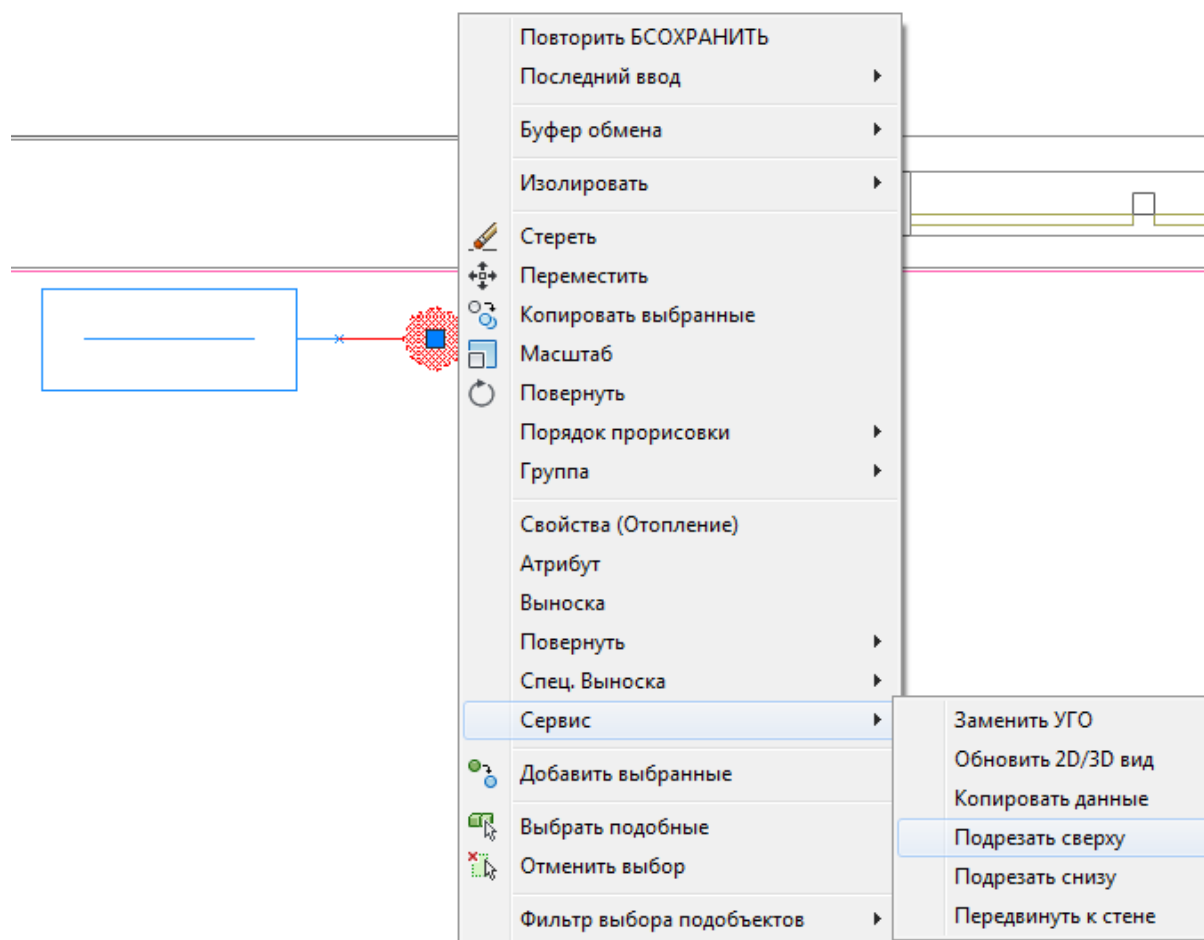 Повторить БСОХРАНИТЬ
Последний ввод
Буфер обмена
Изолировать
Стереть
Переместить
Копировать выбранные
Масштаб
Повернуть
Порядок прорисовки
Группа
Свойства (Отопление)
Атрибут
Выноска
Повернуть
Спец. Выноска
Сервис
Добавить выбранные
Выбрать подобные
Отменить выбор
Фильтр выбора подобъектов
Заменить УГО
Обновить 2D/3D вид
Копировать данные
Подрезать сверху
Подрезать снизу
Передвинуть к стене